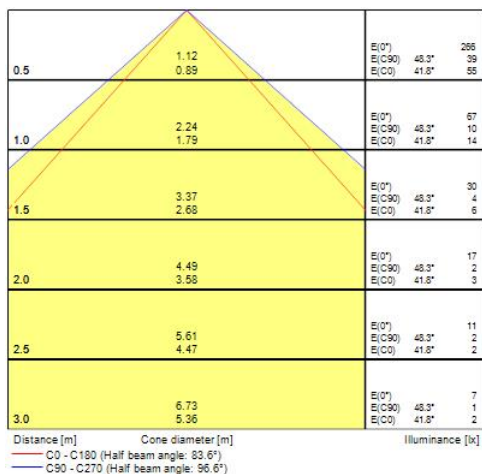 1.12
0.89
0.5
E(0°) 266
E(C90) 48.3° 39
E(C0) 41.8° 55
2.24
1.79
1.0
E(0°) 67
E(C90) 48.3° 10
E(C0) 41.8° 14
3.37
2.68
1.5
E(0°) 30
E(C90) 48.3° 4
E(C0) 41.8° 6
4.49
3.58
2.0
E(0°) 17
E(C90) 48.3° 2
E(C0) 41.8° 3
5.61
4.47
2.5
E(0°) 11
E(C90) 48.3° 2
E(C0) 41.8° 2
6.73
5.36
3.0
E(0°) 7
E(C90) 48.3° 1
E(C0) 41.8° 2
Distance [m] Cone diameter [m] Illuminance [lx]
C0 - C180 (Half beam angle: 83.6°)
C90 - C270 (Half beam angle: 96.6°)